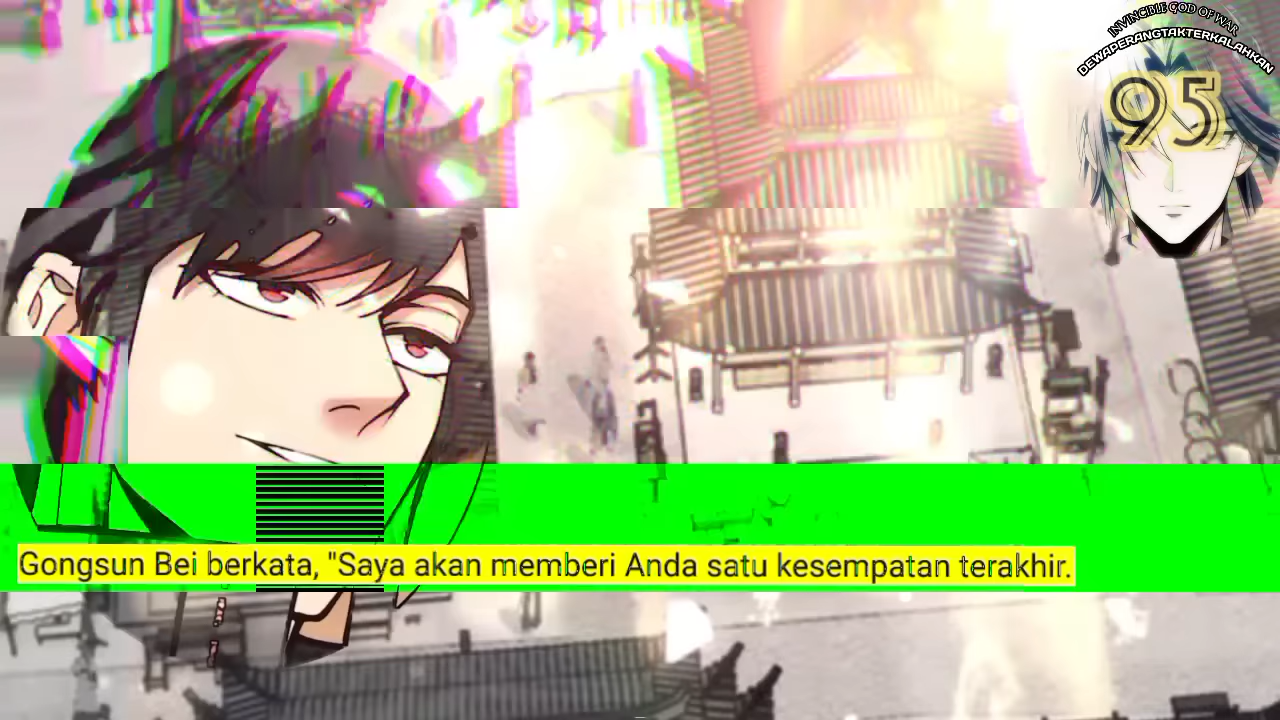 INVINCIBLE GOD OF WAR
DEWAPERANGTAKTERKALAHKAN
95
Gongsun Bei berkata, "Saya akan memberi Anda satu kesempatan terakhir.